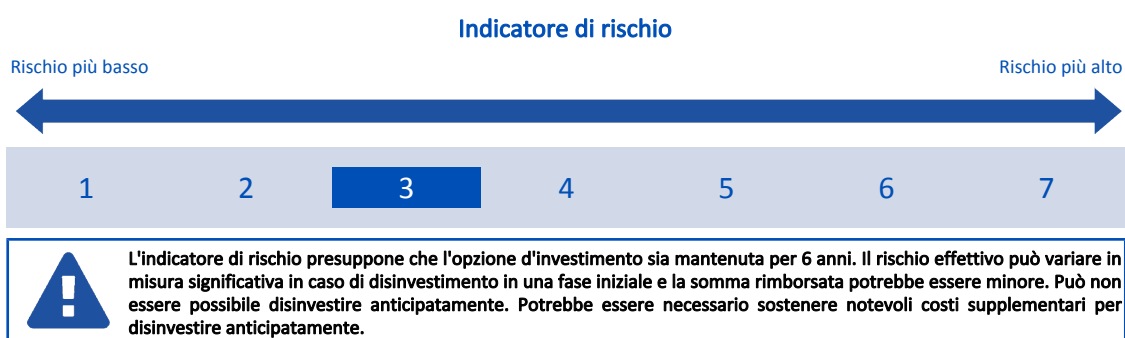 Indicatore di rischio
Rischio più basso
Rischio più alto
1 2 3 4 5 6 7
L'indicatore di rischio presuppone che l'opzione d'investimento sia mantenuta per 6 anni. Il rischio effettivo può variare in
misura significativa in caso di disinvestimento in una fase iniziale e la somma rimborsata potrebbe essere minore. Può non
essere possibile disinvestire anticipatamente. Potrebbe essere necessario sostenere notevoli costi supplementari per
disinvestire anticipatamente.